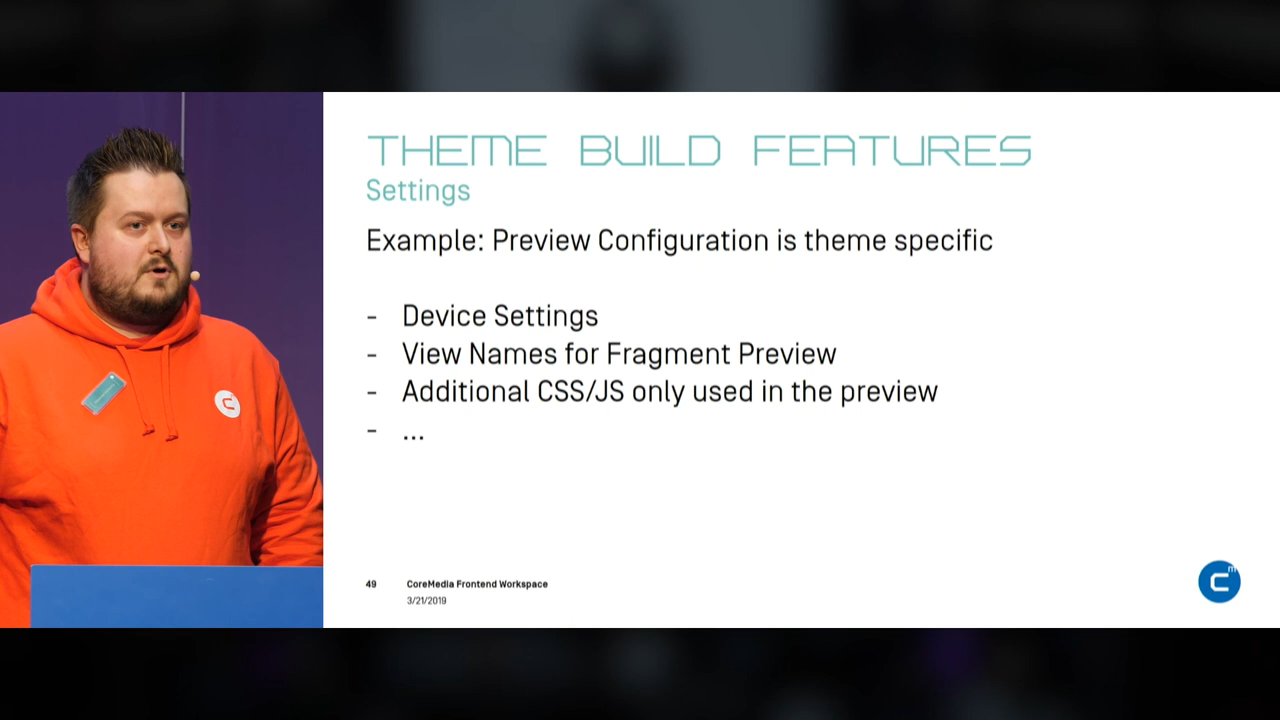 THEME BUILD FEATURES
Settings
Example: Preview Configuration is theme specific
- Device Settings
- View Names for Fragment Preview
- Additional CSS/JS only used in the preview
- ...
49 CoreMedia Frontend Workspace
3/21/2019